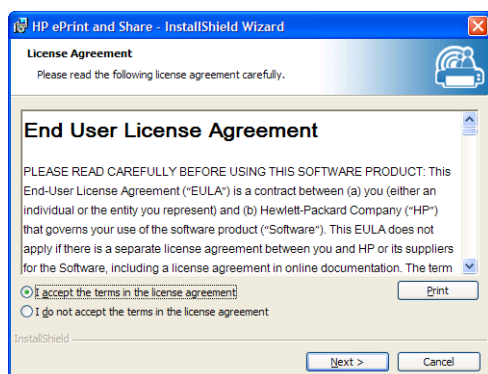 HP ePrint and Share - InstallShield Wizard
License Agreement
Please read the following license agreement carefully.
End User License Agreement
PLEASE READ CAREFULLY BEFORE USING THIS SOFTWARE PRODUCT: This
End-User License Agreement (“EULA”) is a contract between (a) you (either an
individual or the entity you represent) and (b) Hewlett-Packard Company (“HP”)
that governs your use of the software product (“Software”). This EULA does not
apply if there is a separate license agreement between you and HP or its suppliers
for the Software, including a license agreement in online documentation. The term
I accept the terms in the license agreement
Print
I do not accept the terms in the license agreement
InstallShield
Next >
Cancel